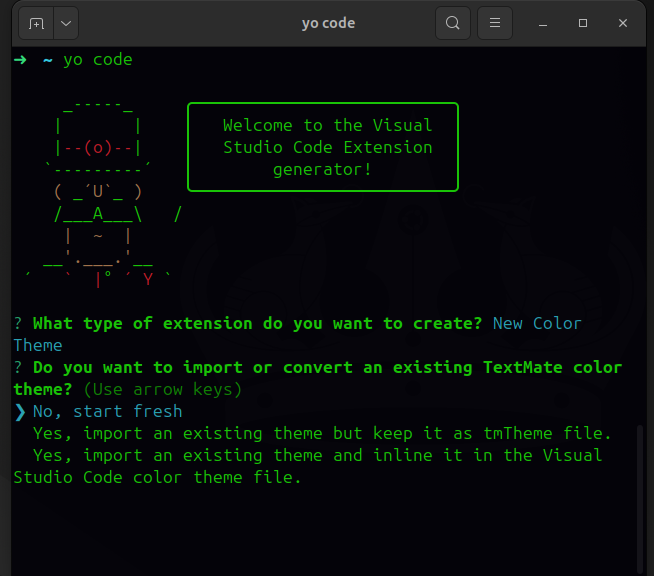 yo code
➜ ~ yo code
     _-----_
    |       |
    |--(o)--|
   `---------´
    ( _´U`_ )
    /___A___\   /
     |  ~  |
   __'.___.'__
 ´   `  |° ´ Y `
Welcome to the Visual
Studio Code Extension
generator!
? What type of extension do you want to create? New Color
Theme
? Do you want to import or convert an existing TextMate color
theme? (Use arrow keys)
❯ No, start fresh
  Yes, import an existing theme but keep it as tmTheme file.
  Yes, import an existing theme and inline it in the Visual
Studio Code color theme file.